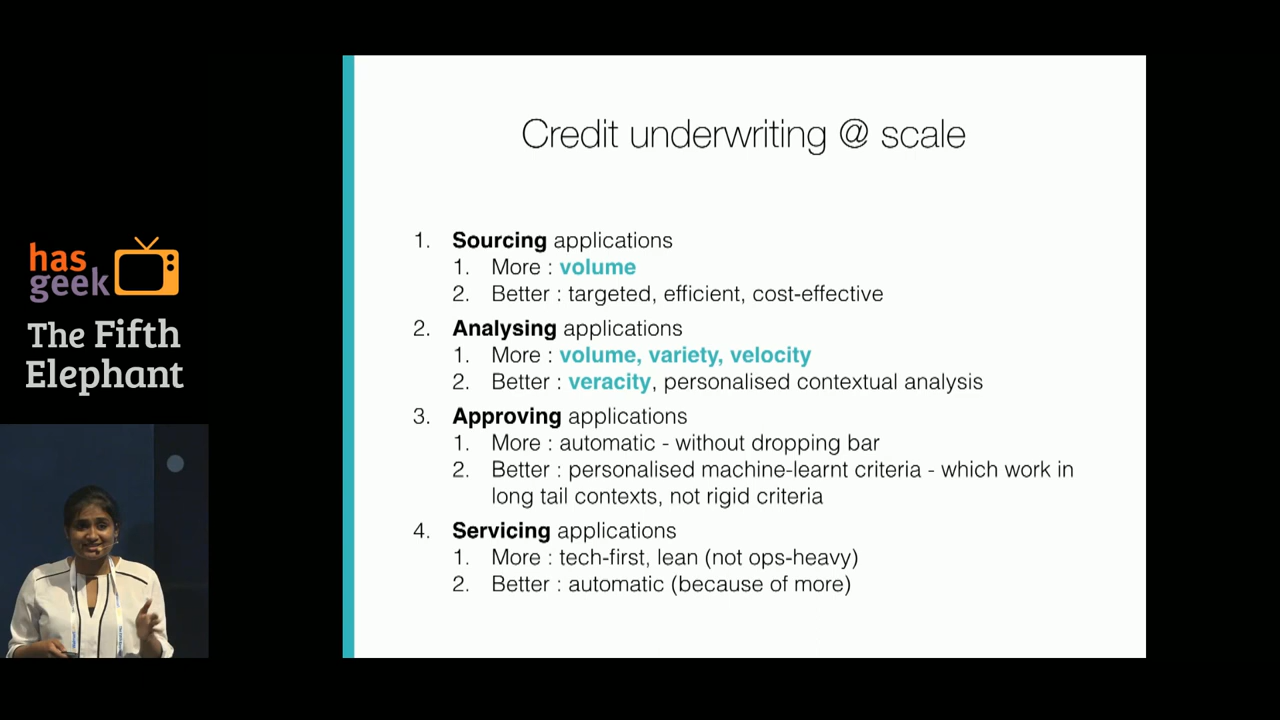 has
geek
The Fifth
Elephant
Credit underwriting @ scale
1. Sourcing applications
1. More : volume
2. Better : targeted, efficient, cost-effective
2. Analysing applications
1. More : volume, variety, velocity
2. Better : veracity, personalised contextual analysis
3. Approving applications
1. More : automatic - without dropping bar
2. Better : personalised machine-learnt criteria - which work in
long tail contexts, not rigid criteria
4. Servicing applications
1. More : tech-first, lean (not ops-heavy)
2. Better : automatic (because of more)